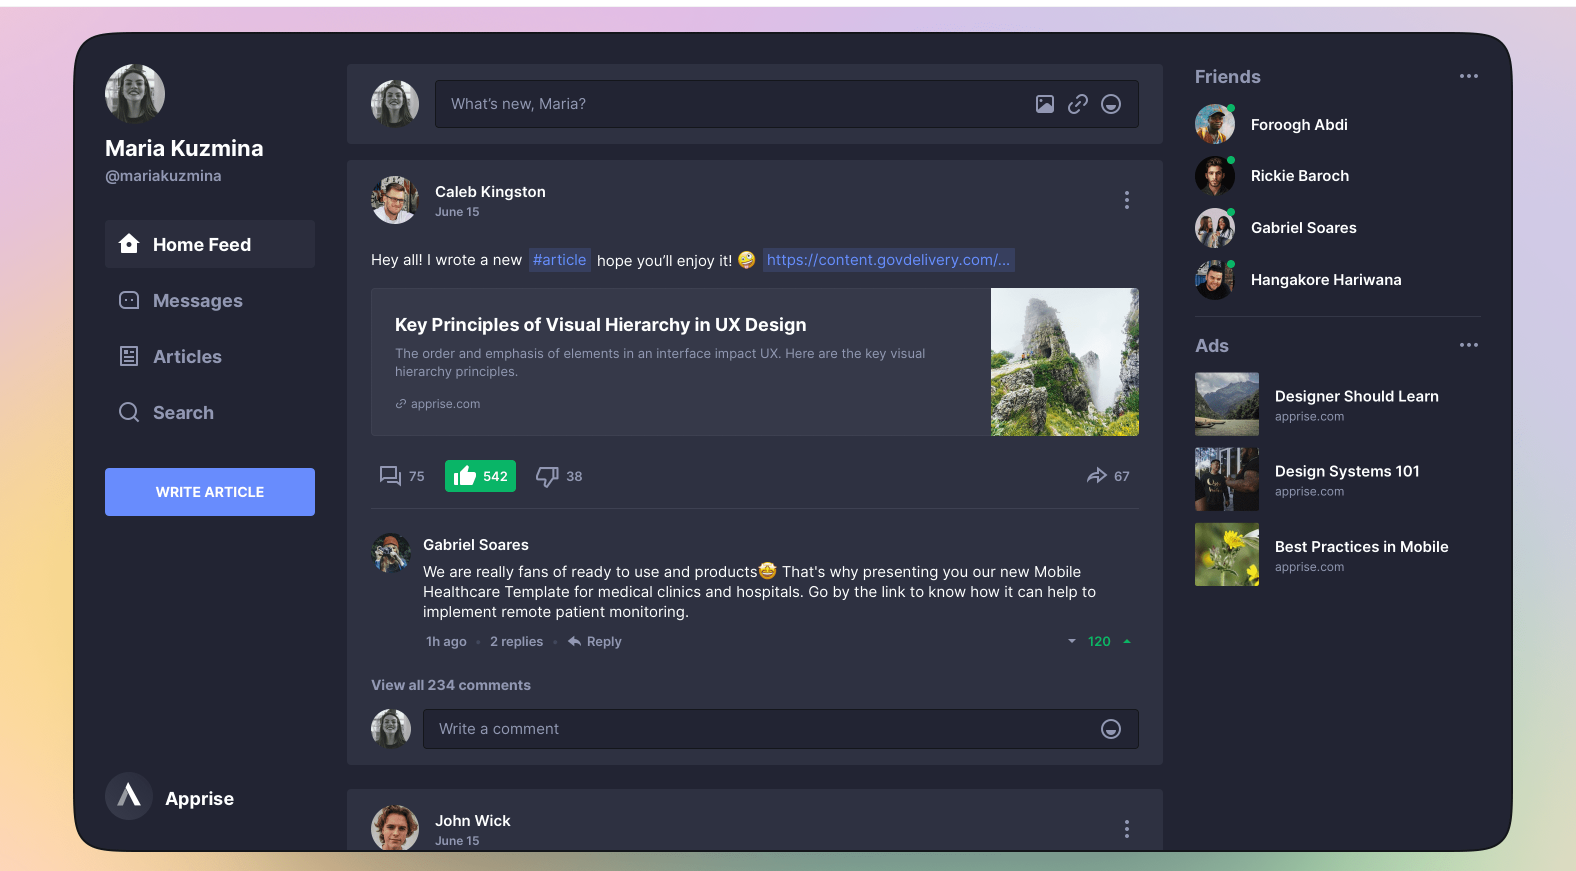 Maria Kuzmina
@mariakuzmina
Home Feed
Messages
Articles
Search
WRITE ARTICLE
Apprise
What's new, Maria?
Caleb Kingston
June 15
Hey all! I wrote a new #article hope you'll enjoy it! 🤪 https://content.govdelivery.com/...
Key Principles of Visual Hierarchy in UX Design
The order and emphasis of elements in an interface impact UX. Here are the key visual
hierarchy principles.
apprise.com
75 542 38 67
Gabriel Soares
We are really fans of ready to use and products🤩 That's why presenting you our new Mobile
Healthcare Template for medical clinics and hospitals. Go by the link to know how it can help to
implement remote patient monitoring.
1h ago • 2 replies • Reply 120
View all 234 comments
Write a comment
John Wick
June 15
Friends
Foroogh Abdi
Rickie Baroch
Gabriel Soares
Hangakore Hariwana
Ads
Designer Should Learn
apprise.com
Design Systems 101
apprise.com
Best Practices in Mobile
apprise.com